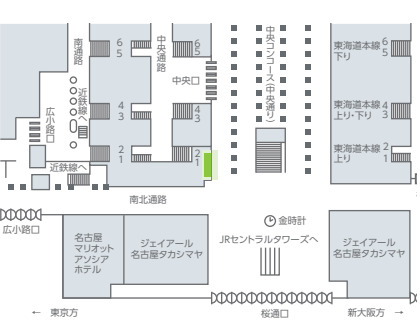 南通路
6
5
中央通路
6
5
中央コンコース(中央通り)
東海道本線
下り
6
5
中央口
近鉄線へ
広小路口
4
3
4
3
東海道本線
上り・下り
4
3
近鉄線へ
2
1
2
1
東海道本線
上り
2
1
南北通路
広小路口
金時計
JRセントラルタワーズへ
名古屋
マリオット
アソシア
ホテル
ジェイアール
名古屋タカシマヤ
ジェイアール
名古屋タカシマヤ
← 東京方
桜通口
新大阪方 →